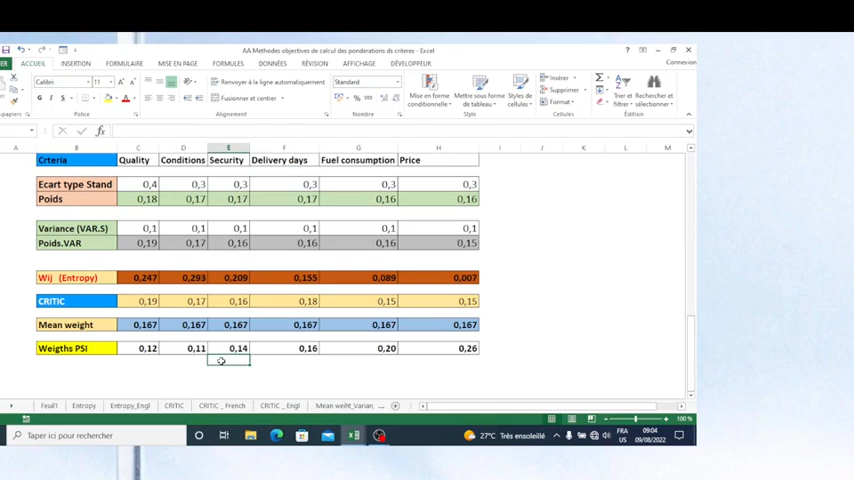 AA Methodes objectives de calcul des ponderations ds criteres - Excel
Connexion
ACCUEIL INSERTION FORMULAIRE MISE EN PAGE FORMULES DONNÉES RÉVISION AFFICHAGE DÉVELOPPEUR
Calibri 11 Renvoyer à la ligne automatiquement Standard Insérer
G I S Fusionner et centrer Supprimer
Format
Mise en forme conditionnelle Mettre sous forme de tableau Styles de cellules Trier et filtrer Rechercher et sélectionner
Police Alignement Nombre Style Cellules
A B C D E F G H I J K L M
Crteria Quality Conditions Security Delivery days Fuel consumption Price
Ecart type Stand 0,4 0,3 0,3 0,3 0,3 0,3
Poids 0,18 0,17 0,17 0,17 0,16 0,16
Variance (VAR.S) 0,1 0,1 0,1 0,1 0,1 0,1
Poids.VAR 0,19 0,17 0,16 0,16 0,16 0,15
Wij (Entropy) 0,247 0,293 0,209 0,155 0,089 0,007
CRITIC 0,19 0,17 0,16 0,18 0,15 0,15
Mean weight 0,167 0,167 0,167 0,167 0,167 0,167
Weigths PSI 0,12 0,11 0,14 0,16 0,20 0,26
Feuil1 Entropy Entropy_Engl CRITIC CRITIC _ French CRITIC _ Engl Mean weiht_Varian, ...
100 %
Taper ici pour rechercher 27°C Très ensoleillé FRA 09:04
US 09/08/2022